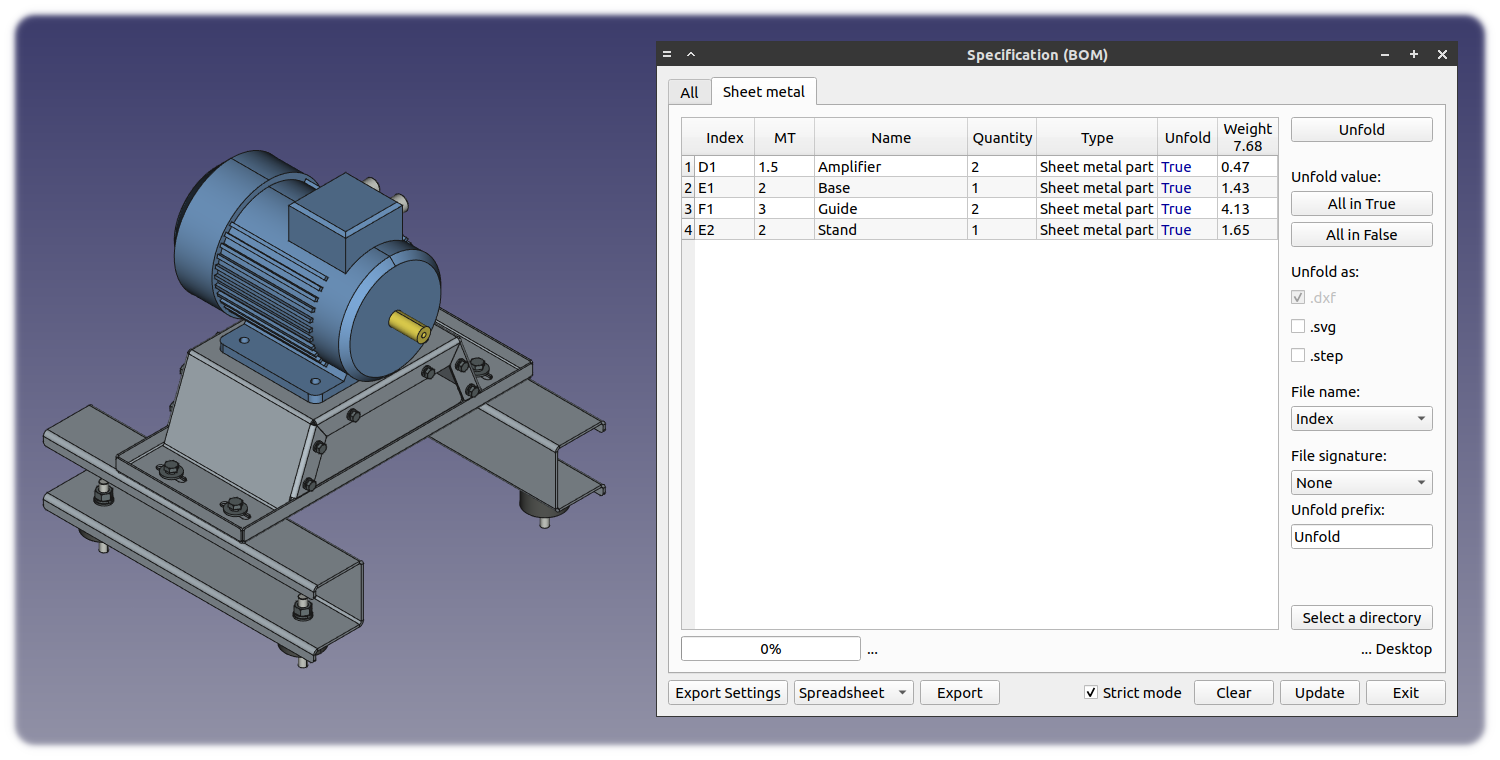 Specification (BOM)
All
Sheet metal
Index MT Name Quantity Type Unfold Weight 7.68
1 D1 1.5 Amplifier 2 Sheet metal part True 0.47
2 E1 2 Base 1 Sheet metal part True 1.43
3 F1 3 Guide 2 Sheet metal part True 4.13
4 E2 2 Stand 1 Sheet metal part True 1.65
Unfold
Unfold value:
All in True
All in False
Unfold as:
.dxf
.svg
.step
File name:
Index
File signature:
None
Unfold prefix:
Unfold
Select a directory
0% ...
... Desktop
Export Settings Spreadsheet Export Strict mode Clear Update Exit